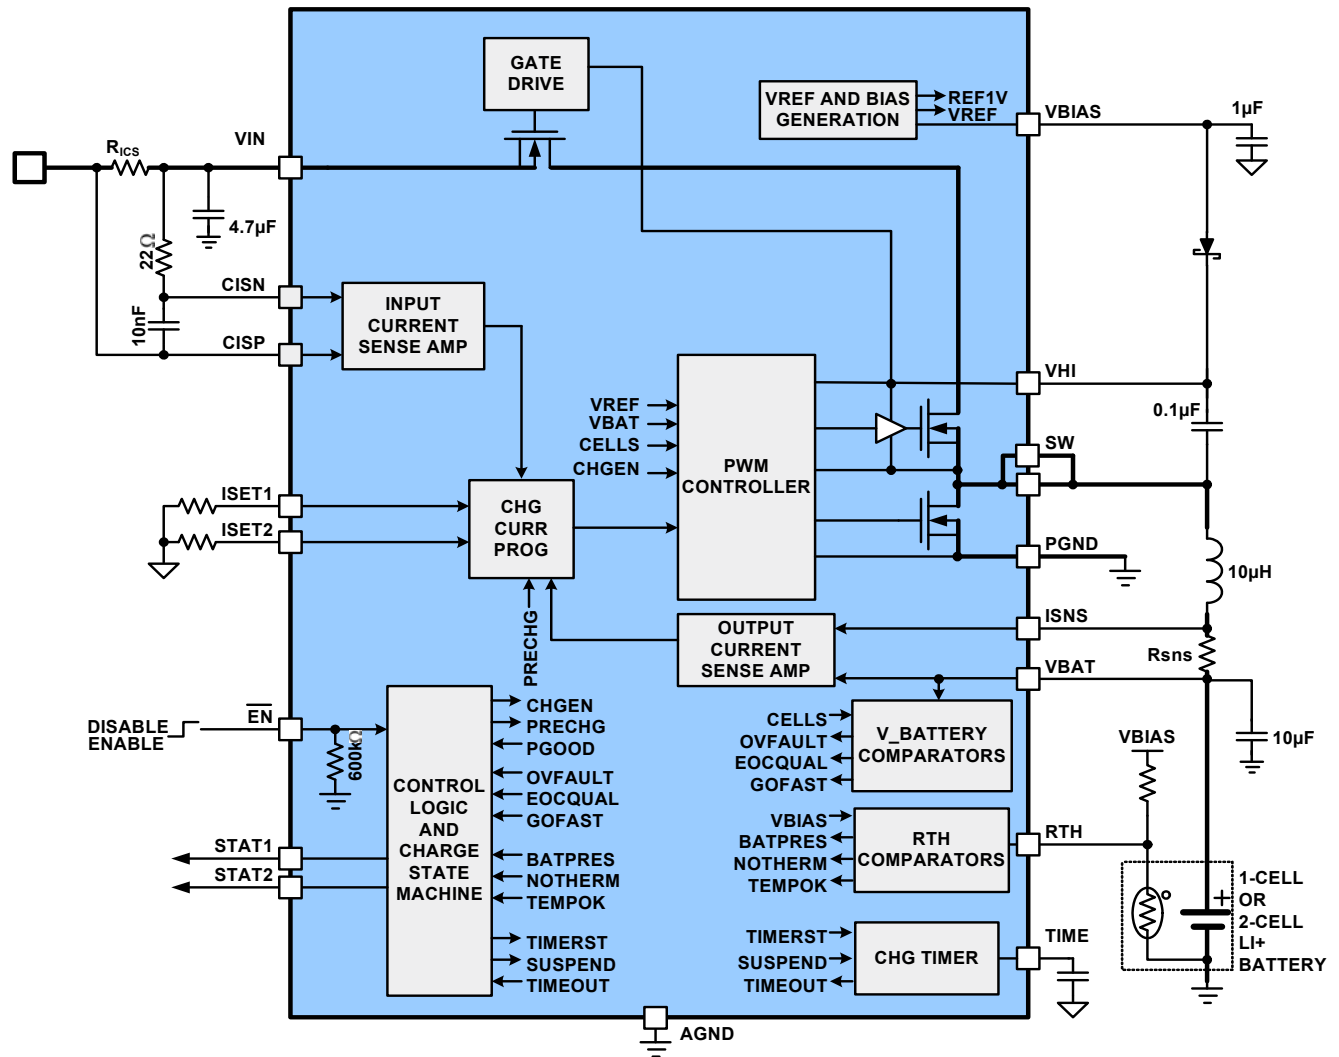 GATE
DRIVE
VREF AND BIAS
GENERATION
REF1V
VREF
VBIAS
1µF
VIN
RICS
4.7µF
22Ω
10nF
CISN
CISP
INPUT
CURRENT
SENSE AMP
VHI
0.1µF
VREF
VBAT
CELLS
CHGEN
PWM
CONTROLLER
SW
ISET1
ISET2
CHG
CURR
PROG
PGND
10µH
PRECHG
OUTPUT
CURRENT
SENSE AMP
ISNS
Rsns
VBAT
10µF
DISABLE
ENABLE
EN
600kΩ
CONTROL
LOGIC
AND
CHARGE
STATE
MACHINE
CHGEN
PRECHG
PGOOD
OVFAULT
EOCQUAL
GOFAST
BATPRES
NOTHERM
TEMPOK
TIMERST
SUSPEND
TIMEOUT
STAT1
STAT2
CELLS
OVFAULT
EOCQUAL
GOFAST
V_BATTERY
COMPARATORS
VBIAS
BATPRES
NOTHERM
TEMPOK
RTH
COMPARATORS
RTH
VBIAS
TIMERST
SUSPEND
TIMEOUT
CHG TIMER
TIME
+
1-CELL
OR
2-CELL
LI+
BATTERY
AGND